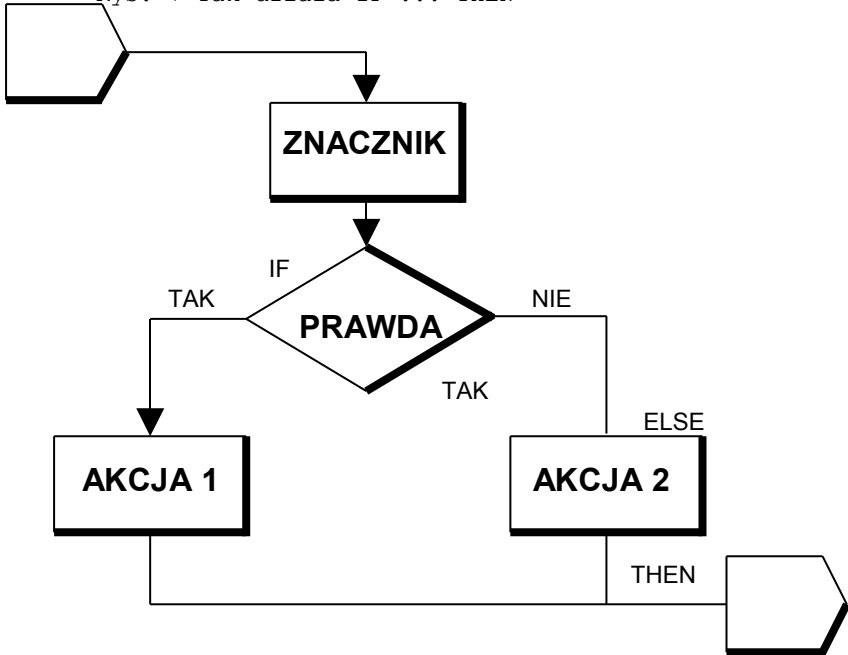 ZNACZNIK
IF
TAK
NIE
PRAWDA
TAK
ELSE
AKCJA 1
AKCJA 2
THEN